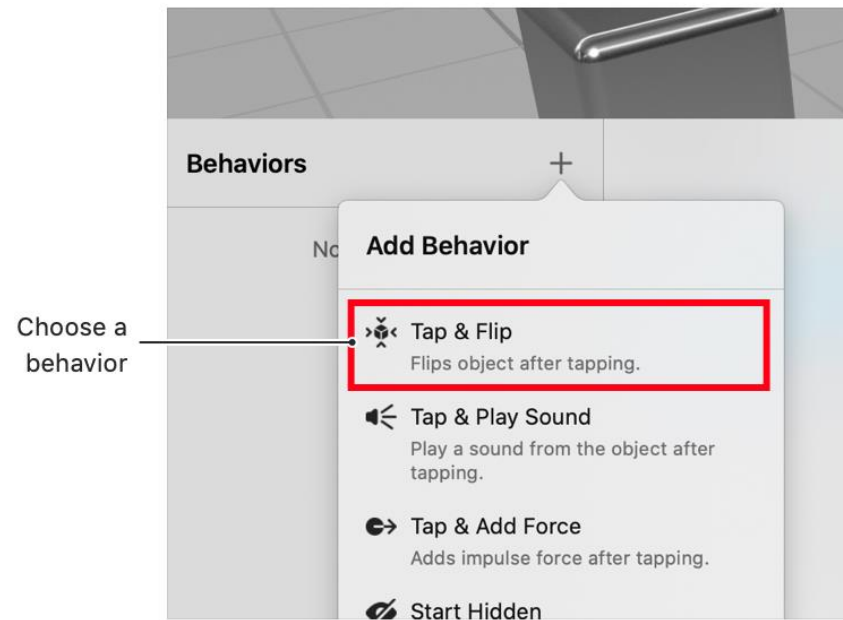 Behaviors
No
Add Behavior
Choose a
behavior
Tap & Flip
Flips object after tapping.
Tap & Play Sound
Play a sound from the object after
tapping.
Tap & Add Force
Adds impulse force after tapping.
Start Hidden